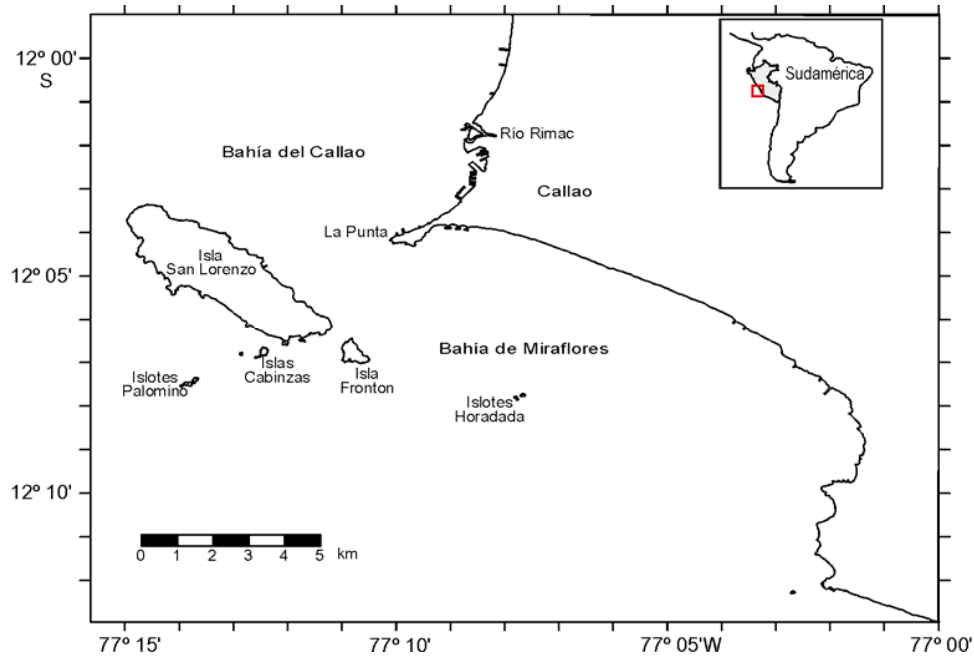 12º 00'
S
Sudamérica
Río Rimac
Bahía del Callao
Callao
La Punta
Isla
San Lorenzo
12º 05'
Bahía de Miraflores
Islas
Cabinzas
Isla
Fronton
Islotes
Palomino
Islotes
Horadada
12º 10'
0 1 2 3 4 5 km
77º 15' 77º 10' 77º 05'W 77º 00'